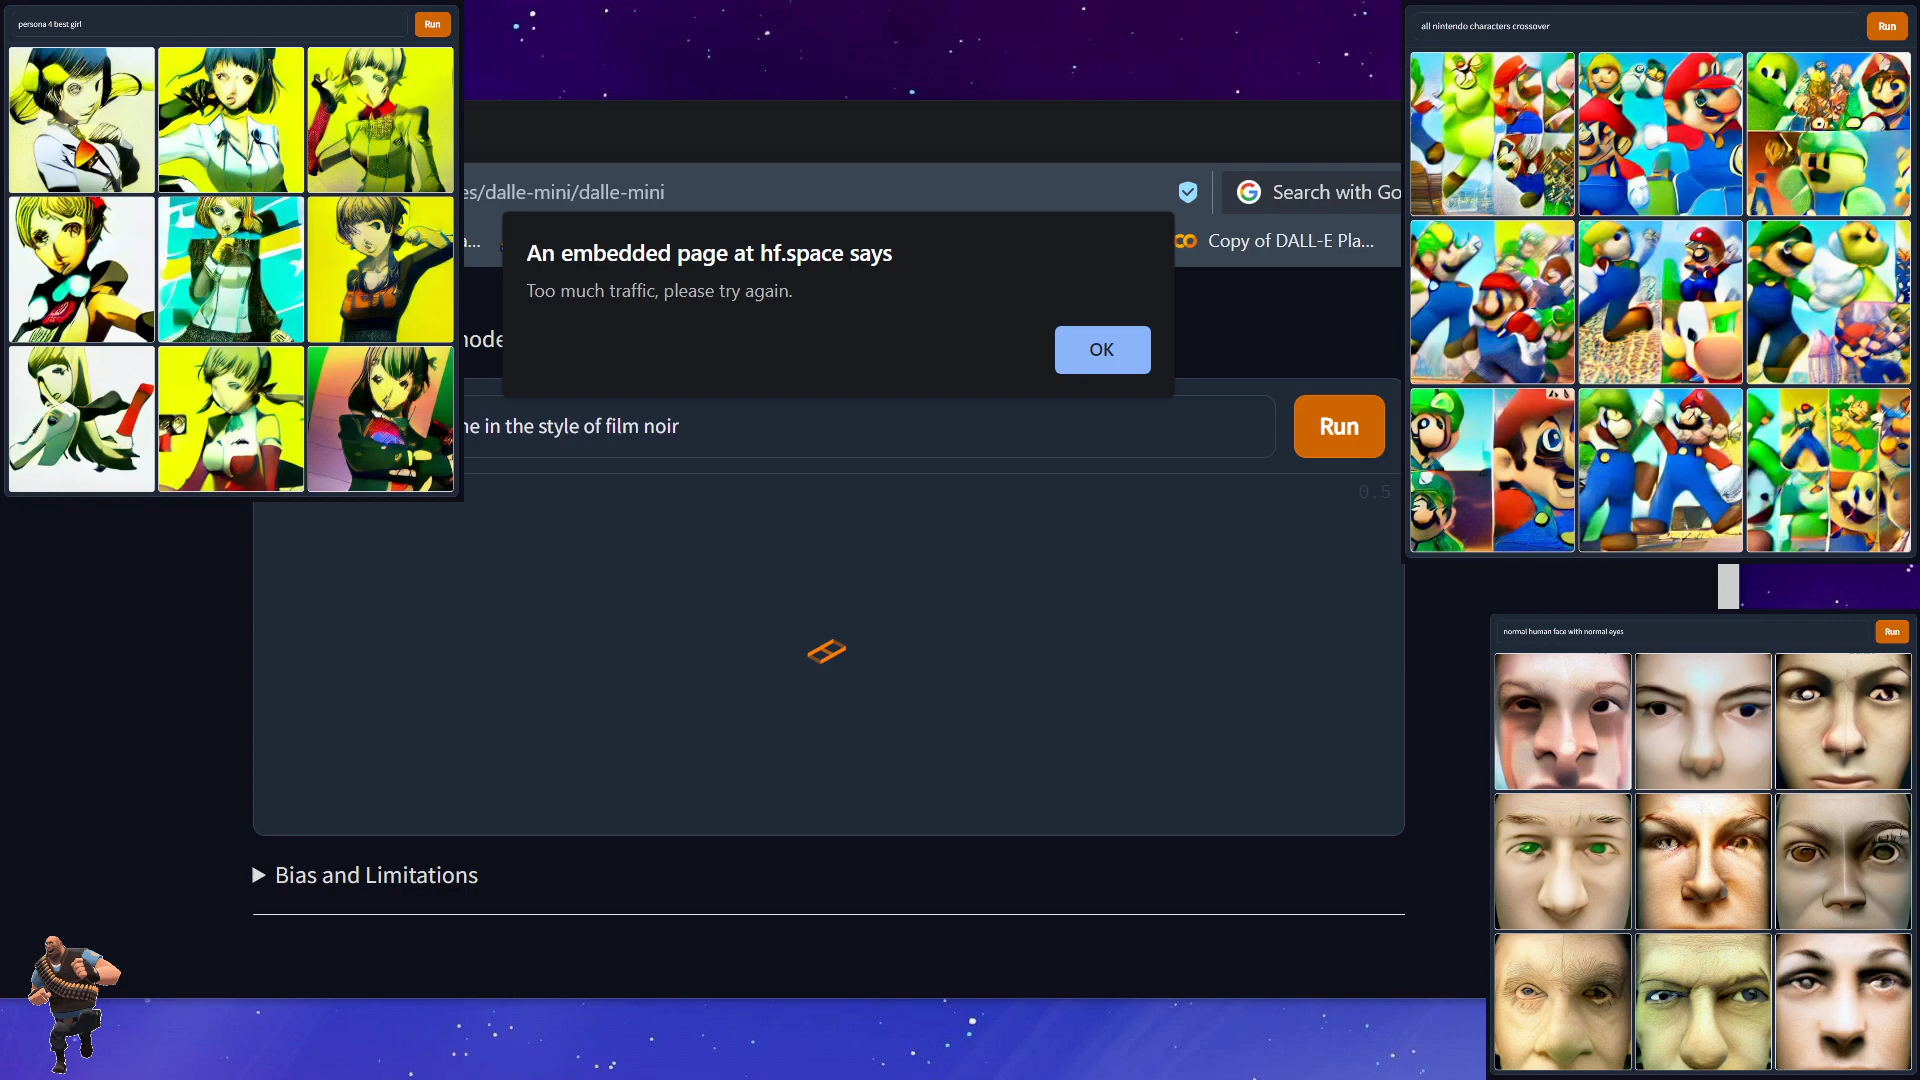 persona 4 best girl
Run
all nintendo characters crossover
Run
es/dalle-mini/dalle-mini
Search with Go
a...
Copy of DALL-E Pla...
An embedded page at hf.space says
Too much traffic, please try again.
OK
node
ne in the style of film noir
Run
0.5
normal human face with normal eyes
Run
Bias and Limitations